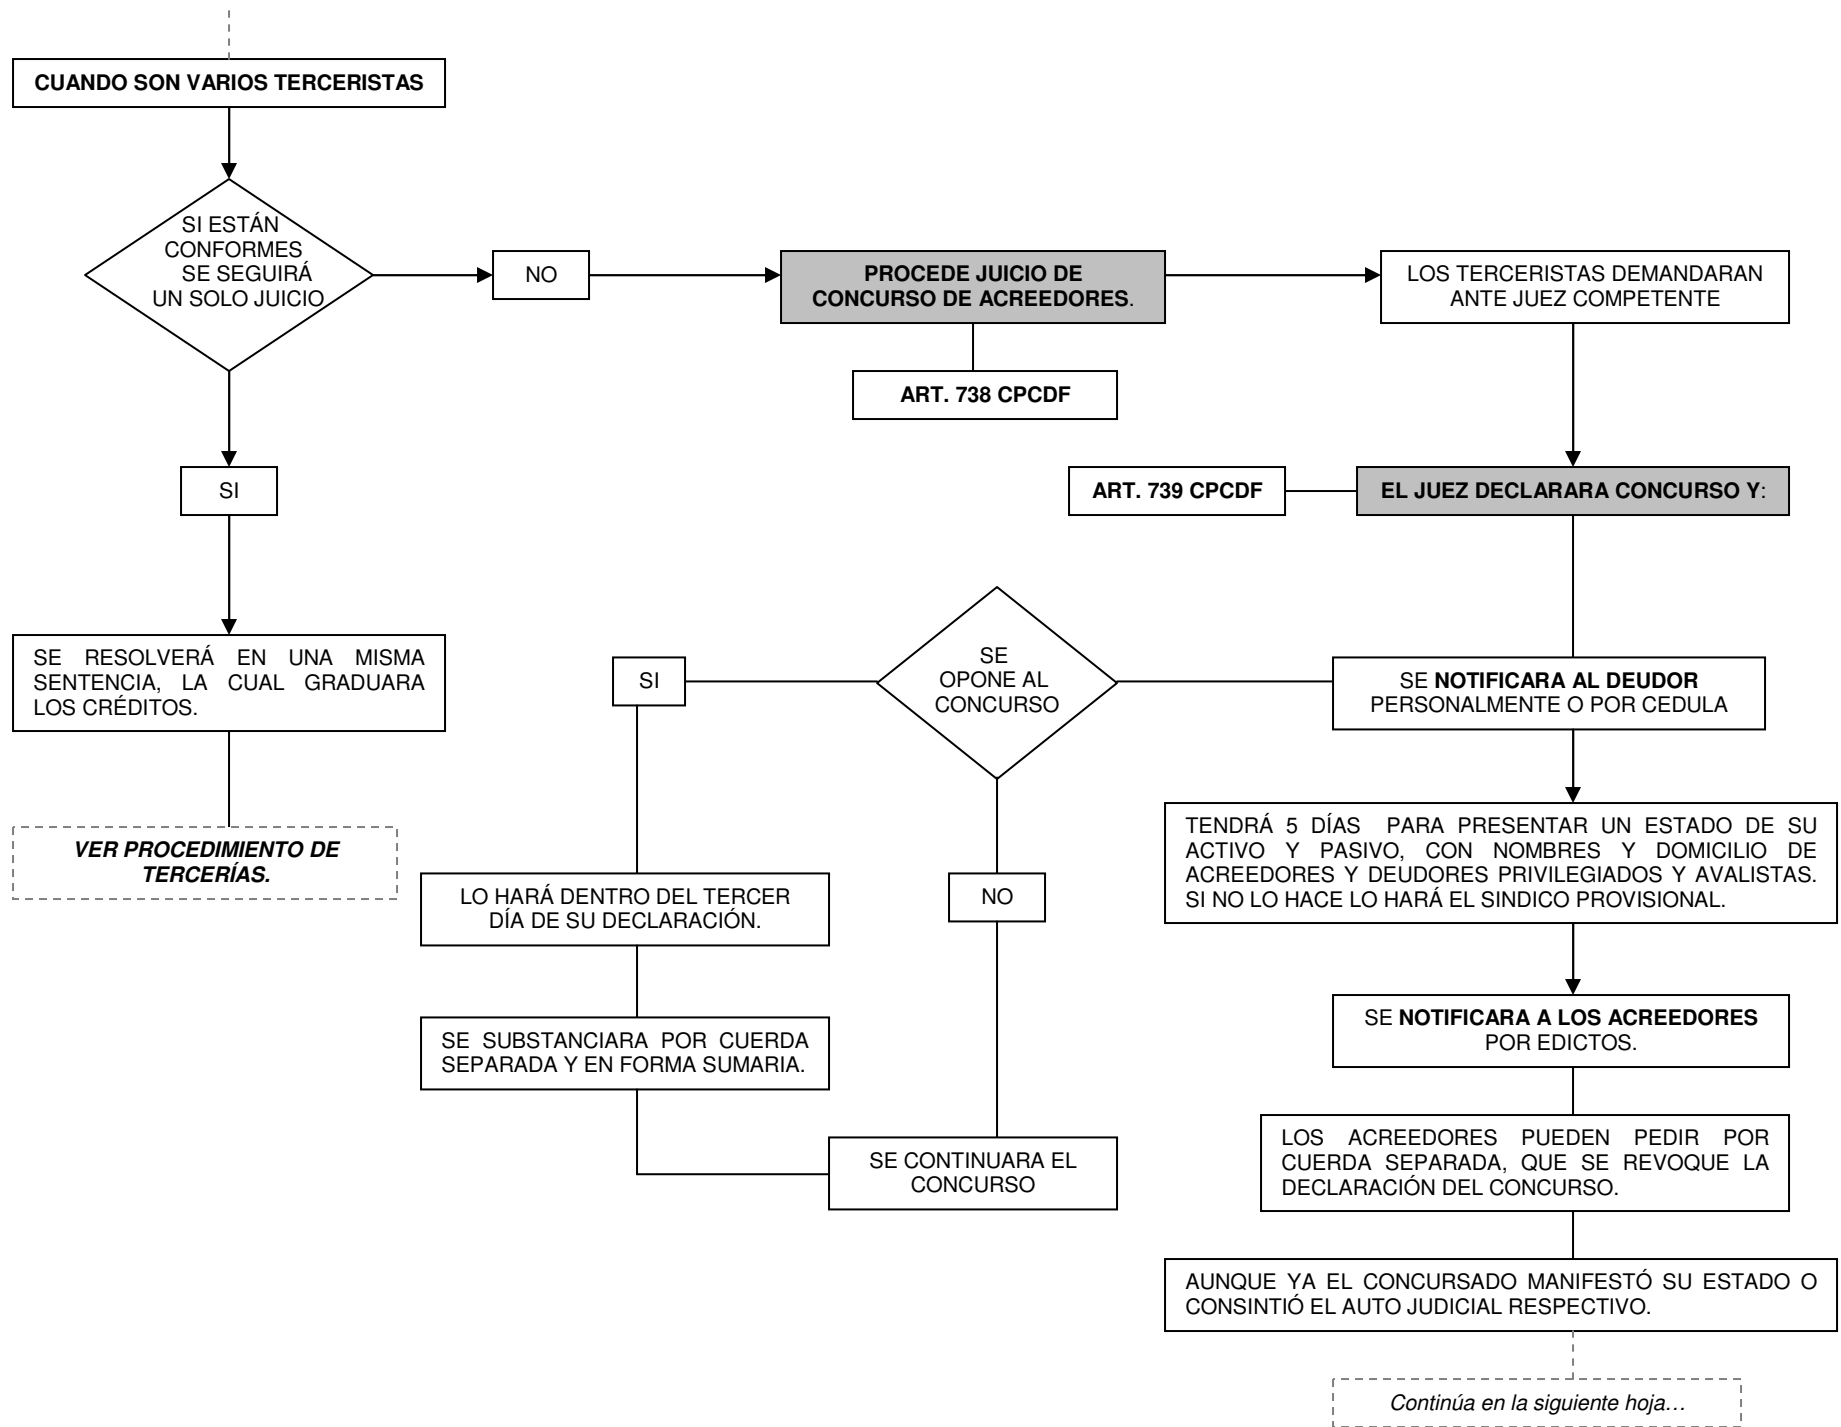 CUANDO SON VARIOS TERCERISTAS
SI ESTÁN
CONFORMES
SE SEGUIRÁ
UN SOLO JUICIO
NO
PROCEDE JUICIO DE
CONCURSO DE ACREEDORES.
LOS TERCERISTAS DEMANDARAN
ANTE JUEZ COMPETENTE
ART. 738 CPCDF
SI
ART. 739 CPCDF
EL JUEZ DECLARARA CONCURSO Y:
SE RESOLVERÁ EN UNA MISMA
SENTENCIA, LA CUAL GRADUARA
LOS CRÉDITOS.
SI
SE
OPONE AL
CONCURSO
SE NOTIFICARA AL DEUDOR
PERSONALMENTE O POR CEDULA
VER PROCEDIMIENTO DE
TERCERÍAS.
LO HARÁ DENTRO DEL TERCER
DÍA DE SU DECLARACIÓN.
NO
TENDRÁ 5 DÍAS PARA PRESENTAR UN ESTADO DE SU
ACTIVO Y PASIVO, CON NOMBRES Y DOMICILIO DE
ACREEDORES Y DEUDORES PRIVILEGIADOS Y AVALISTAS.
SI NO LO HACE LO HARÁ EL SINDICO PROVISIONAL.
SE SUBSTANCIARA POR CUERDA
SEPARADA Y EN FORMA SUMARIA.
SE NOTIFICARA A LOS ACREEDORES
POR EDICTOS.
SE CONTINUARA EL
CONCURSO
LOS ACREEDORES PUEDEN PEDIR POR
CUERDA SEPARADA, QUE SE REVOQUE LA
DECLARACIÓN DEL CONCURSO.
AUNQUE YA EL CONCURSADO MANIFESTÓ SU ESTADO O
CONSINTIÓ EL AUTO JUDICIAL RESPECTIVO.
Continúa en la siguiente hoja…